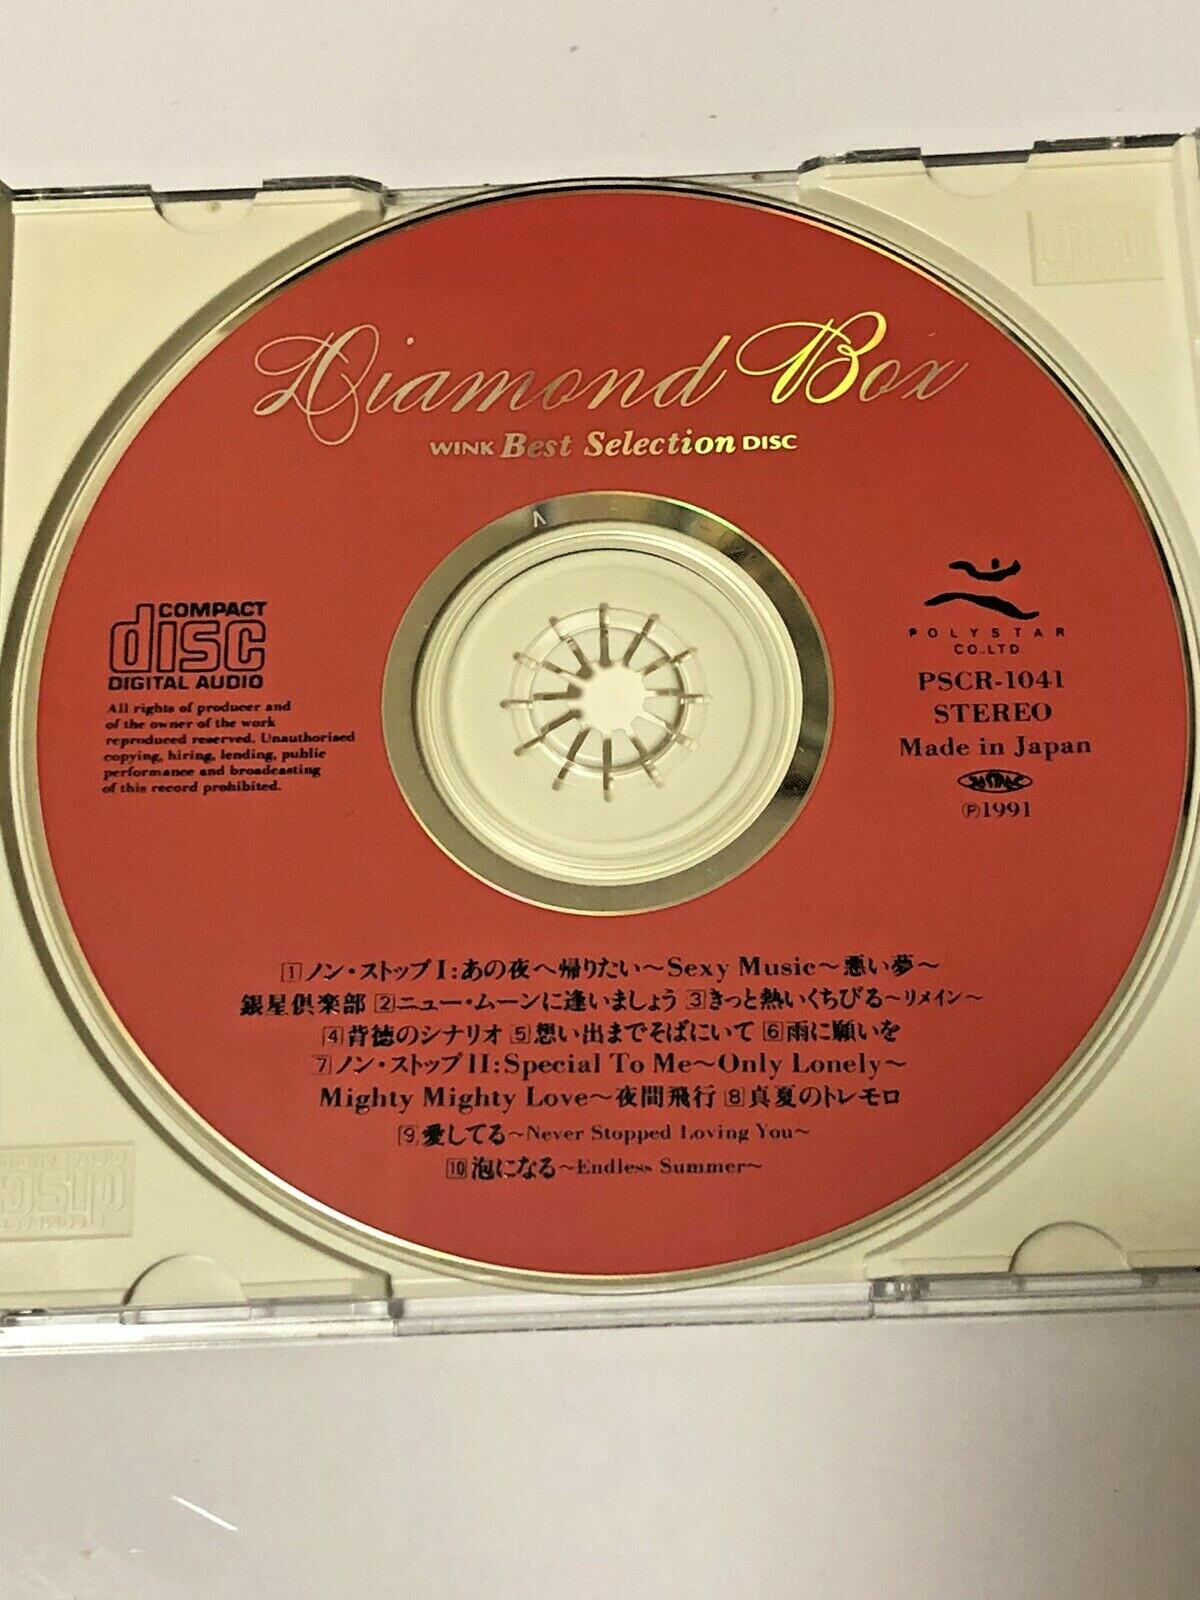 Diamond Box
WINK Best Selection DISC
COMPACT
disc
DIGITAL AUDIO
All rights of producer and
of the owner of the work
reproduced reserved. Unauthorised
copying, hiring, lending, public
performance and broadcasting
of this record prohibited.
POLYSTAR
CO.,LTD
PSCR-1041
STEREO
Made in Japan
JASRAC
Ⓟ1991
1 ノン・ストップI:あの夜へ帰りたい〜Sexy Music〜悪い夢〜
銀星倶楽部 2 ニュー・ムーンに逢いましょう 3 きっと熱いくちびる〜リメイン〜
4 背徳のシナリオ 5 想い出までそばにいて 6 雨に願いを
7 ノン・ストップII:Special To Me〜Only Lonely〜
Mighty Mighty Love〜夜間飛行 8 真夏のトレモロ
9 愛してる〜Never Stopped Loving You〜
10 泡になる〜Endless Summer〜